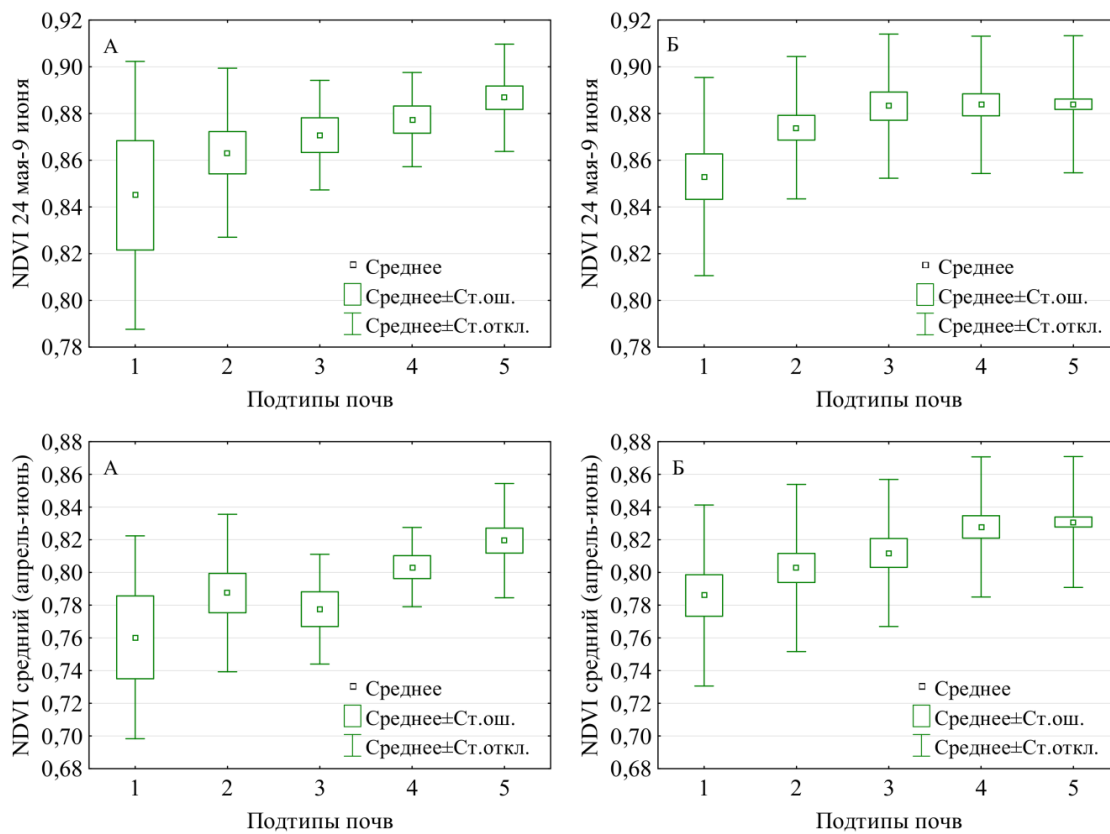 А
NDVI 24 мая-9 июня
0,92
0,90
0,88
0,86
0,84
0,82
0,80
0,78
Среднее
Среднее±Ст.ош.
Среднее±Ст.откл.
1 2 3 4 5
Подтипы почв
Б
NDVI 24 мая-9 июня
0,92
0,90
0,88
0,86
0,84
0,82
0,80
0,78
Среднее
Среднее±Ст.ош.
Среднее±Ст.откл.
1 2 3 4 5
Подтипы почв
А
NDVI средний (апрель-июнь)
0,88
0,86
0,84
0,82
0,80
0,78
0,76
0,74
0,72
0,70
0,68
Среднее
Среднее±Ст.ош.
Среднее±Ст.откл.
1 2 3 4 5
Подтипы почв
Б
NDVI средний (апрель-июнь)
0,88
0,86
0,84
0,82
0,80
0,78
0,76
0,74
0,72
0,70
0,68
Среднее
Среднее±Ст.ош.
Среднее±Ст.откл.
1 2 3 4 5
Подтипы почв